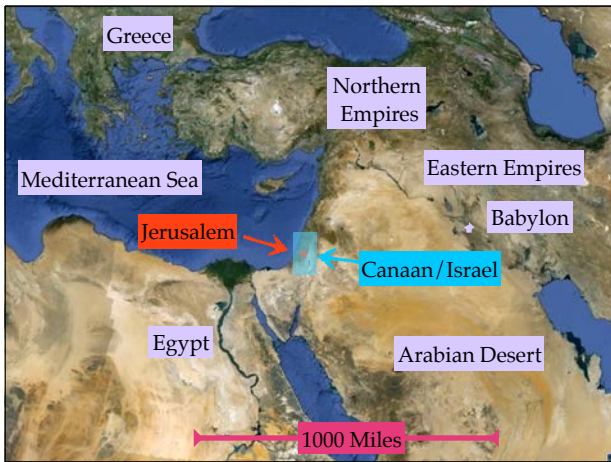 Greece
Northern
Empires
Eastern Empires
Mediterranean Sea
Babylon
Jerusalem
Canaan/Israel
Egypt
Arabian Desert
1000 Miles